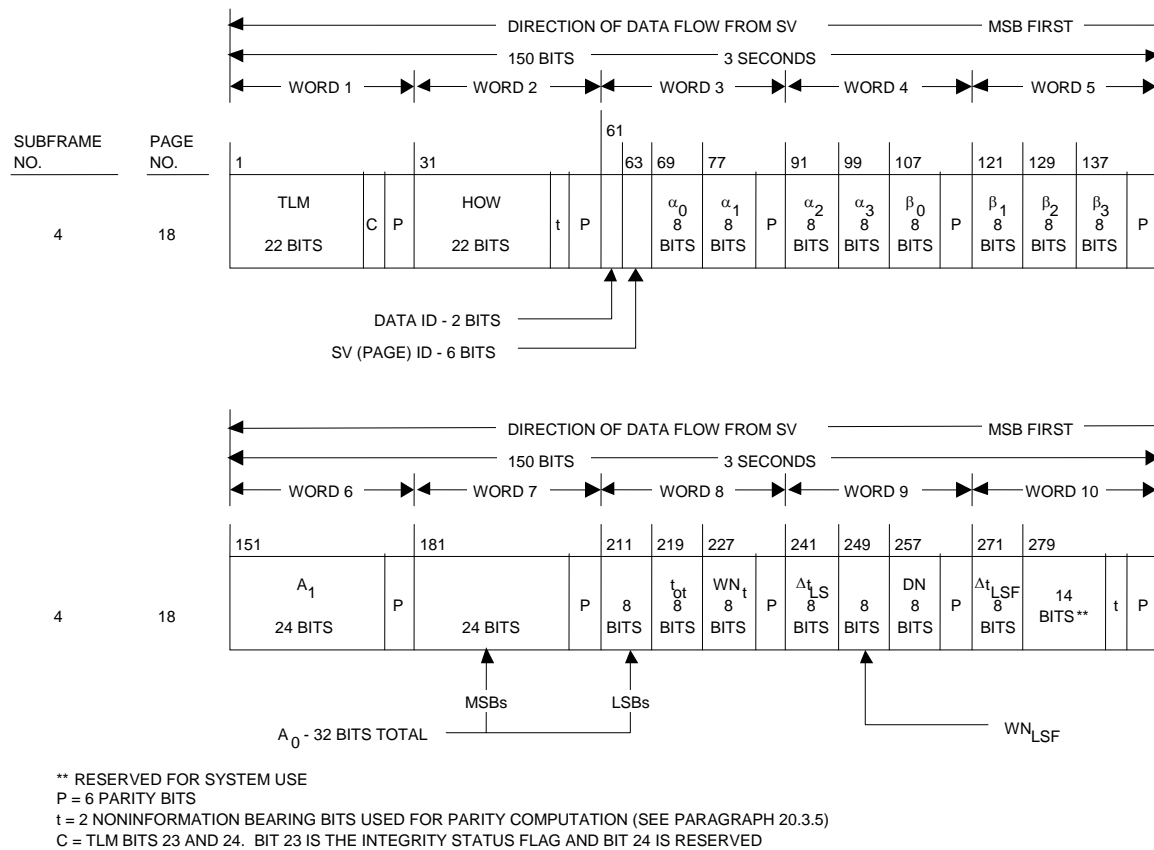 DIRECTION OF DATA FLOW FROM SV MSB FIRST
150 BITS 3 SECONDS
WORD 1 WORD 2 WORD 3 WORD 4 WORD 5
SUBFRAME NO. PAGE NO.
1 31 61 63 69 77 91 99 107 121 129 137
4 18
TLM 22 BITS C P
HOW 22 BITS t P
α0 8 BITS α1 8 BITS P
α2 8 BITS α3 8 BITS β0 8 BITS P
β1 8 BITS β2 8 BITS β3 8 BITS P
DATA ID - 2 BITS
SV (PAGE) ID - 6 BITS
DIRECTION OF DATA FLOW FROM SV MSB FIRST
150 BITS 3 SECONDS
WORD 6 WORD 7 WORD 8 WORD 9 WORD 10
151 181 211 219 227 241 249 257 271 279
4 18
A1 24 BITS P
24 BITS P
8 BITS tot 8 BITS WNt 8 BITS P
ΔtLS 8 BITS 8 BITS DN 8 BITS P
ΔtLSF 8 BITS 14 BITS** t P
MSBs LSBs
A0 - 32 BITS TOTAL
WNLSF
** RESERVED FOR SYSTEM USE
P = 6 PARITY BITS
t = 2 NONINFORMATION BEARING BITS USED FOR PARITY COMPUTATION (SEE PARAGRAPH 20.3.5)
C = TLM BITS 23 AND 24. BIT 23 IS THE INTEGRITY STATUS FLAG AND BIT 24 IS RESERVED